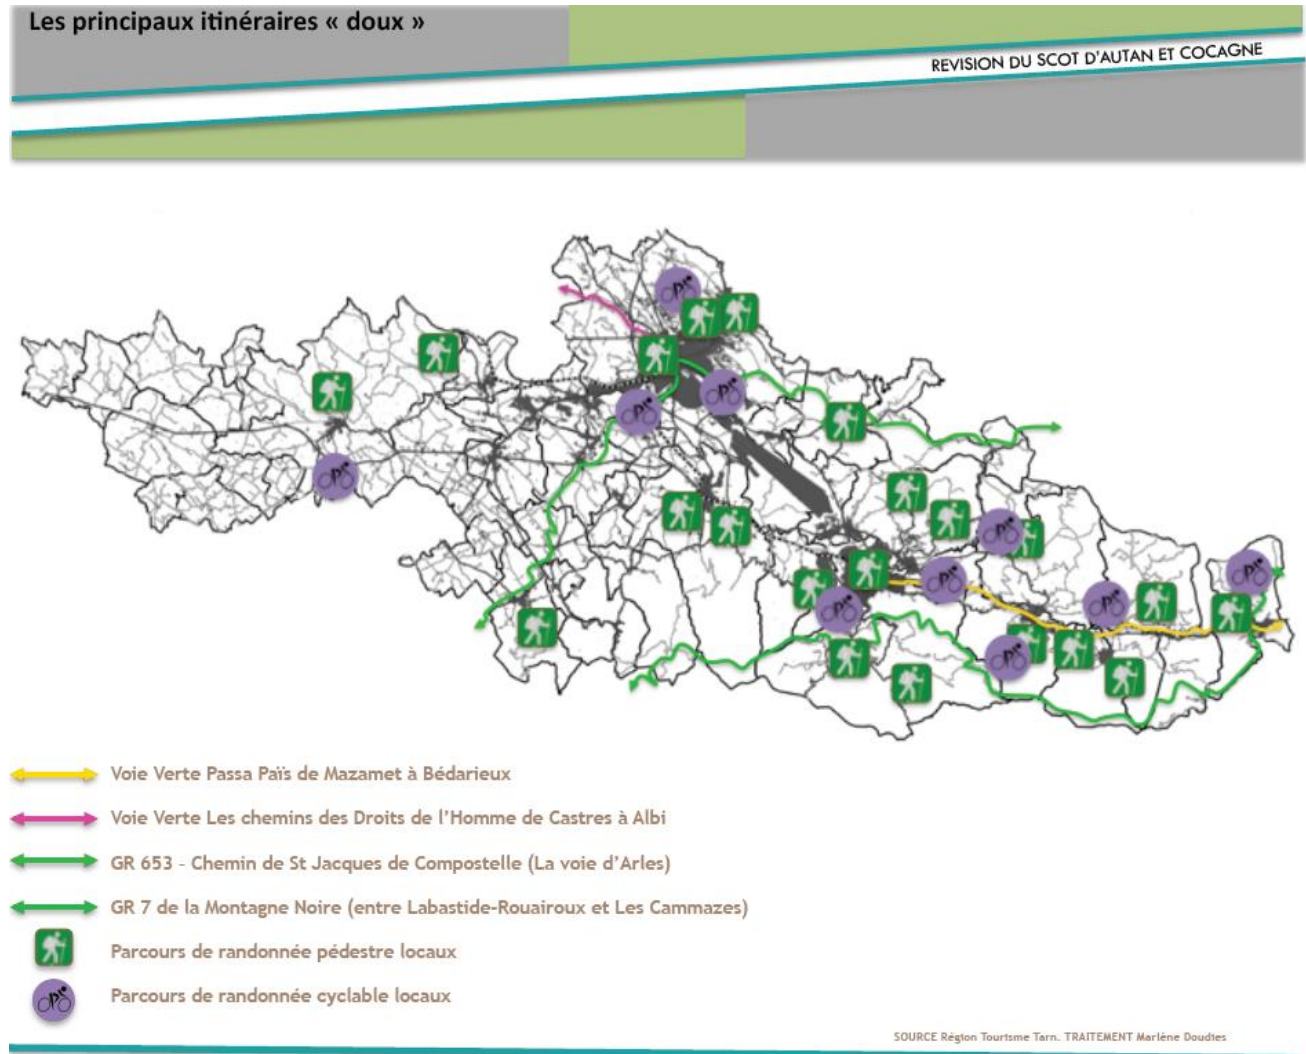 Les principaux itinéraires « doux »
REVISION DU SCOT D'AUTAN ET COCAGNE
Voie Verte Passa Païs de Mazamet à Bédarieux
Voie Verte Les chemins des Droits de l'Homme de Castres à Albi
GR 653 - Chemin de St Jacques de Compostelle (La voie d'Arles)
GR 7 de la Montagne Noire (entre Labastide-Rouairoux et Les Cammazes)
Parcours de randonnée pédestre locaux
Parcours de randonnée cyclable locaux
SOURCE Région Tourisme Tarn. TRAITEMENT Marlène Doudies